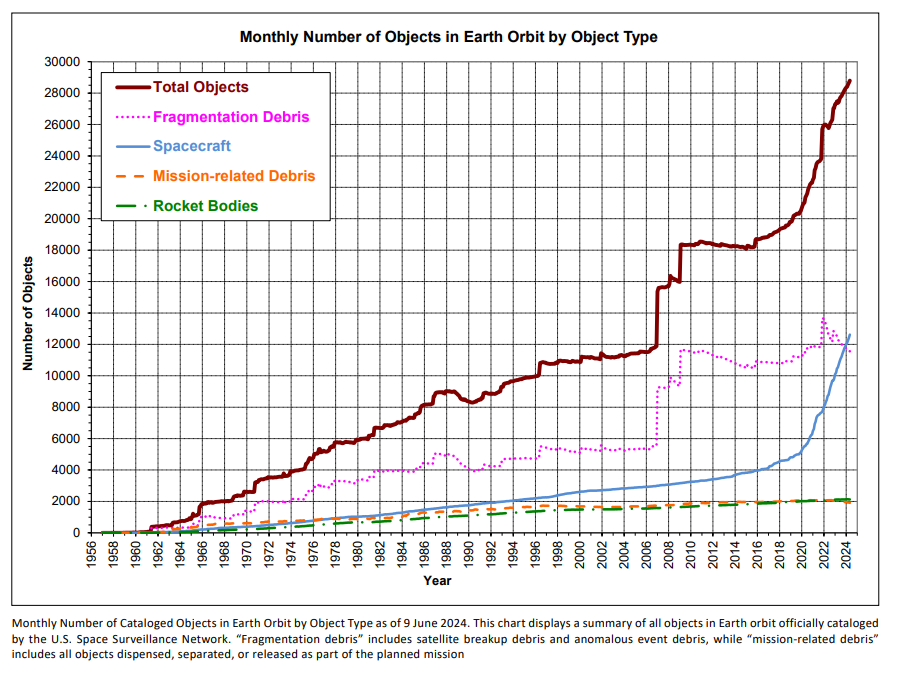 Monthly Number of Objects in Earth Orbit by Object Type
30000
28000
26000
24000
22000
20000
18000
16000
14000
12000
10000
8000
6000
4000
2000
0
Number of Objects
Total Objects
Fragmentation Debris
Spacecraft
Mission-related Debris
Rocket Bodies
1956 1958 1960 1962 1964 1966 1968 1970 1972 1974 1976 1978 1980 1982 1984 1986 1988 1990 1992 1994 1996 1998 2000 2002 2004 2006 2008 2010 2012 2014 2016 2018 2020 2022 2024
Year
Monthly Number of Cataloged Objects in Earth Orbit by Object Type as of 9 June 2024. This chart displays a summary of all objects in Earth orbit officially cataloged
by the U.S. Space Surveillance Network. “Fragmentation debris” includes satellite breakup debris and anomalous event debris, while “mission-related debris”
includes all objects dispensed, separated, or released as part of the planned mission